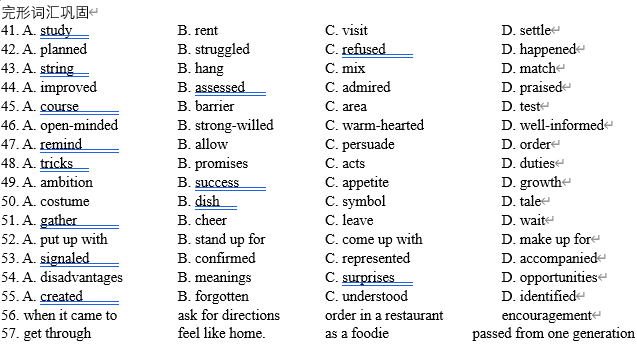 完形词汇巩固
41. A. study B. rent C. visit D. settle
42. A. planned B. struggled C. refused D. happened
43. A. string B. hang C. mix D. match
44. A. improved B. assessed C. admired D. praised
45. A. course B. barrier C. area D. test
46. A. open-minded B. strong-willed C. warm-hearted D. well-informed
47. A. remind B. allow C. persuade D. order
48. A. tricks B. promises C. acts D. duties
49. A. ambition B. success C. appetite D. growth
50. A. costume B. dish C. symbol D. tale
51. A. gather B. cheer C. leave D. wait
52. A. put up with B. stand up for C. come up with D. make up for
53. A. signaled B. confirmed C. represented D. accompanied
54. A. disadvantages B. meanings C. surprises D. opportunities
55. A. created B. forgotten C. understood D. identified
56. when it came to ask for directions order in a restaurant encouragement
57. get through feel like home. as a foodie passed from one generation